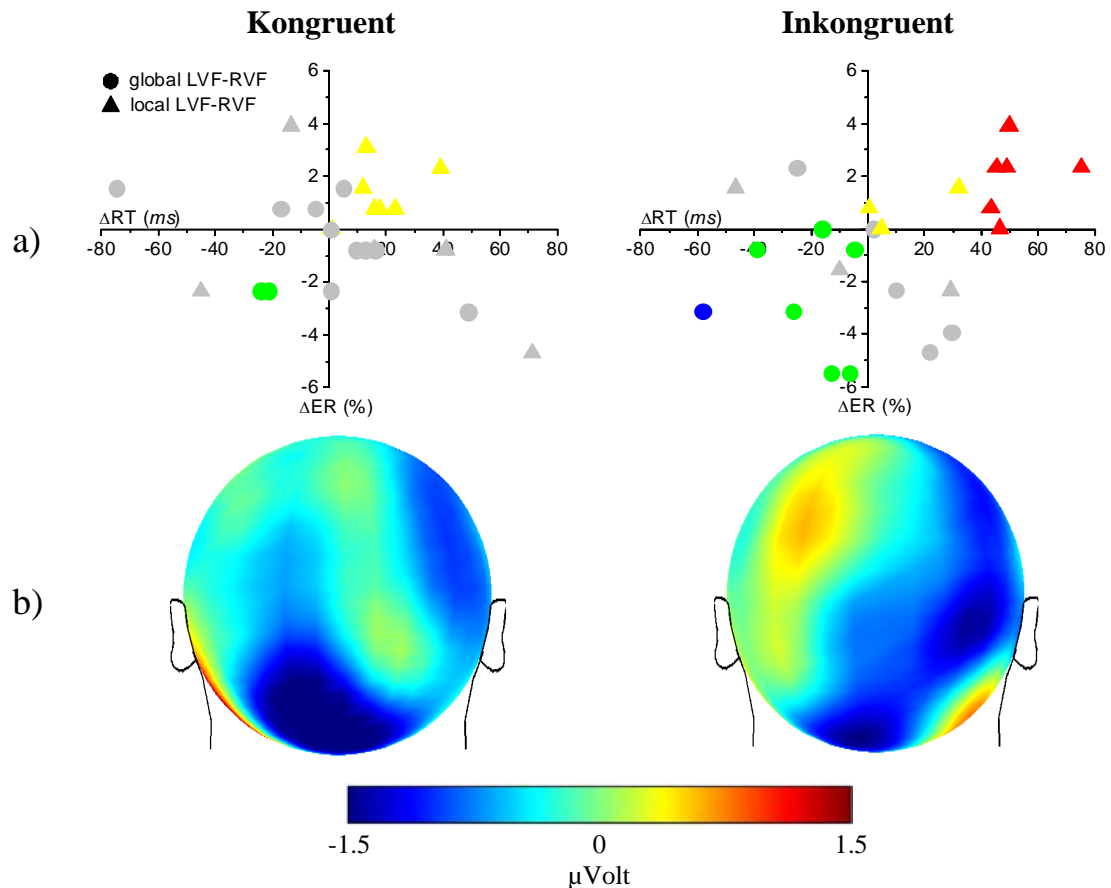 Kongruent
Inkongruent
global LVF-RVF
local LVF-RVF
a)
6
4
2
ΔRT (ms)
-80 -60 -40 -20 0 20 40 60 80
-2
-4
-6
ΔER (%)
6
4
2
ΔRT (ms)
-80 -60 -40 -20 0 20 40 60 80
-2
-4
-6
ΔER (%)
b)
-1.5 0 1.5
µVolt